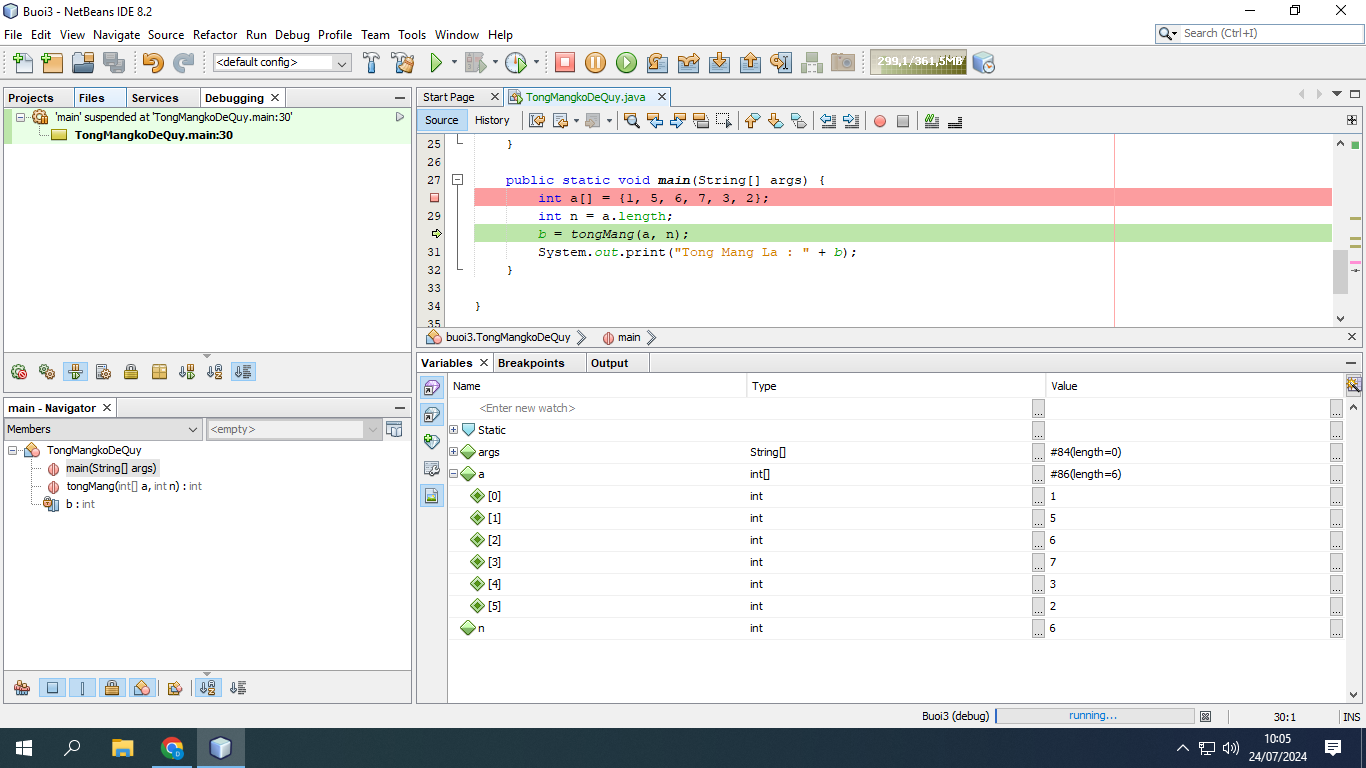 Buoi3 - NetBeans IDE 8.2
File Edit View Navigate Source Refactor Run Debug Profile Team Tools Window Help
Search (Ctrl+I)
<default config>
299,1/361,5MB
Projects Files Services Debugging
'main' suspended at 'TongMangkoDeQuy.main:30'
TongMangkoDeQuy.main:30
Start Page TongMangkoDeQuy.java
Source History
25 }
26
27 public static void main(String[] args) {
int a[] = {1, 5, 6, 7, 3, 2};
29 int n = a.length;
b = tongMang(a, n);
31 System.out.print("Tong Mang La : " + b);
32 }
33
34 }
35
buoi3.TongMangkoDeQuy main
main - Navigator
Members <empty>
TongMangkoDeQuy
main(String[] args)
tongMang(int[] a, int n) : int
b : int
Variables Breakpoints Output
Name Type Value
<Enter new watch>
Static
args String[] #84(length=0)
a int[] #86(length=6)
[0] int 1
[1] int 5
[2] int 6
[3] int 7
[4] int 3
[5] int 2
n int 6
Buoi3 (debug) running... 30:1 INS
10:05
24/07/2024